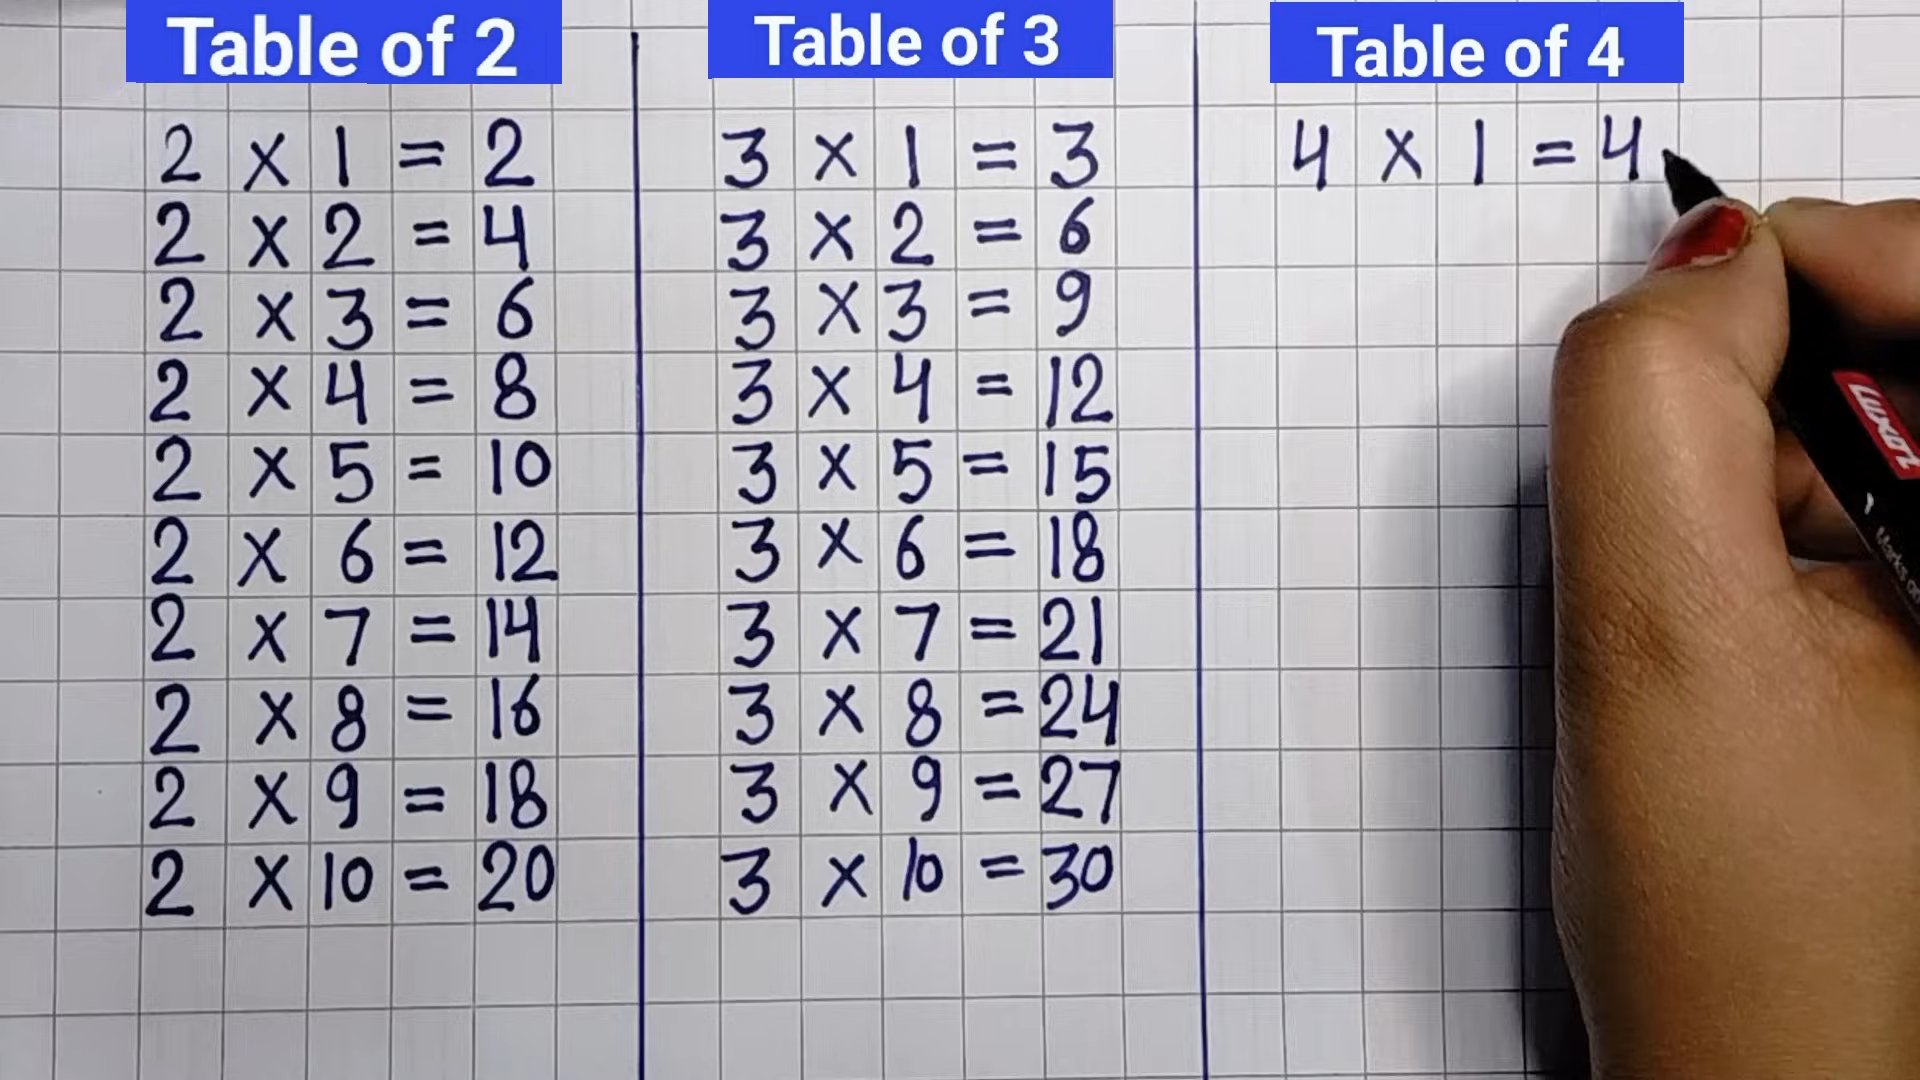 Table of 2
2 x 1 = 2
2 x 2 = 4
2 x 3 = 6
2 x 4 = 8
2 x 5 = 10
2 x 6 = 12
2 x 7 = 14
2 x 8 = 16
2 x 9 = 18
2 x 10 = 20
Table of 3
3 x 1 = 3
3 x 2 = 6
3 x 3 = 9
3 x 4 = 12
3 x 5 = 15
3 x 6 = 18
3 x 7 = 21
3 x 8 = 24
3 x 9 = 27
3 x 10 = 30
Table of 4
4 x 1 = 4
LUXOR
Marks on